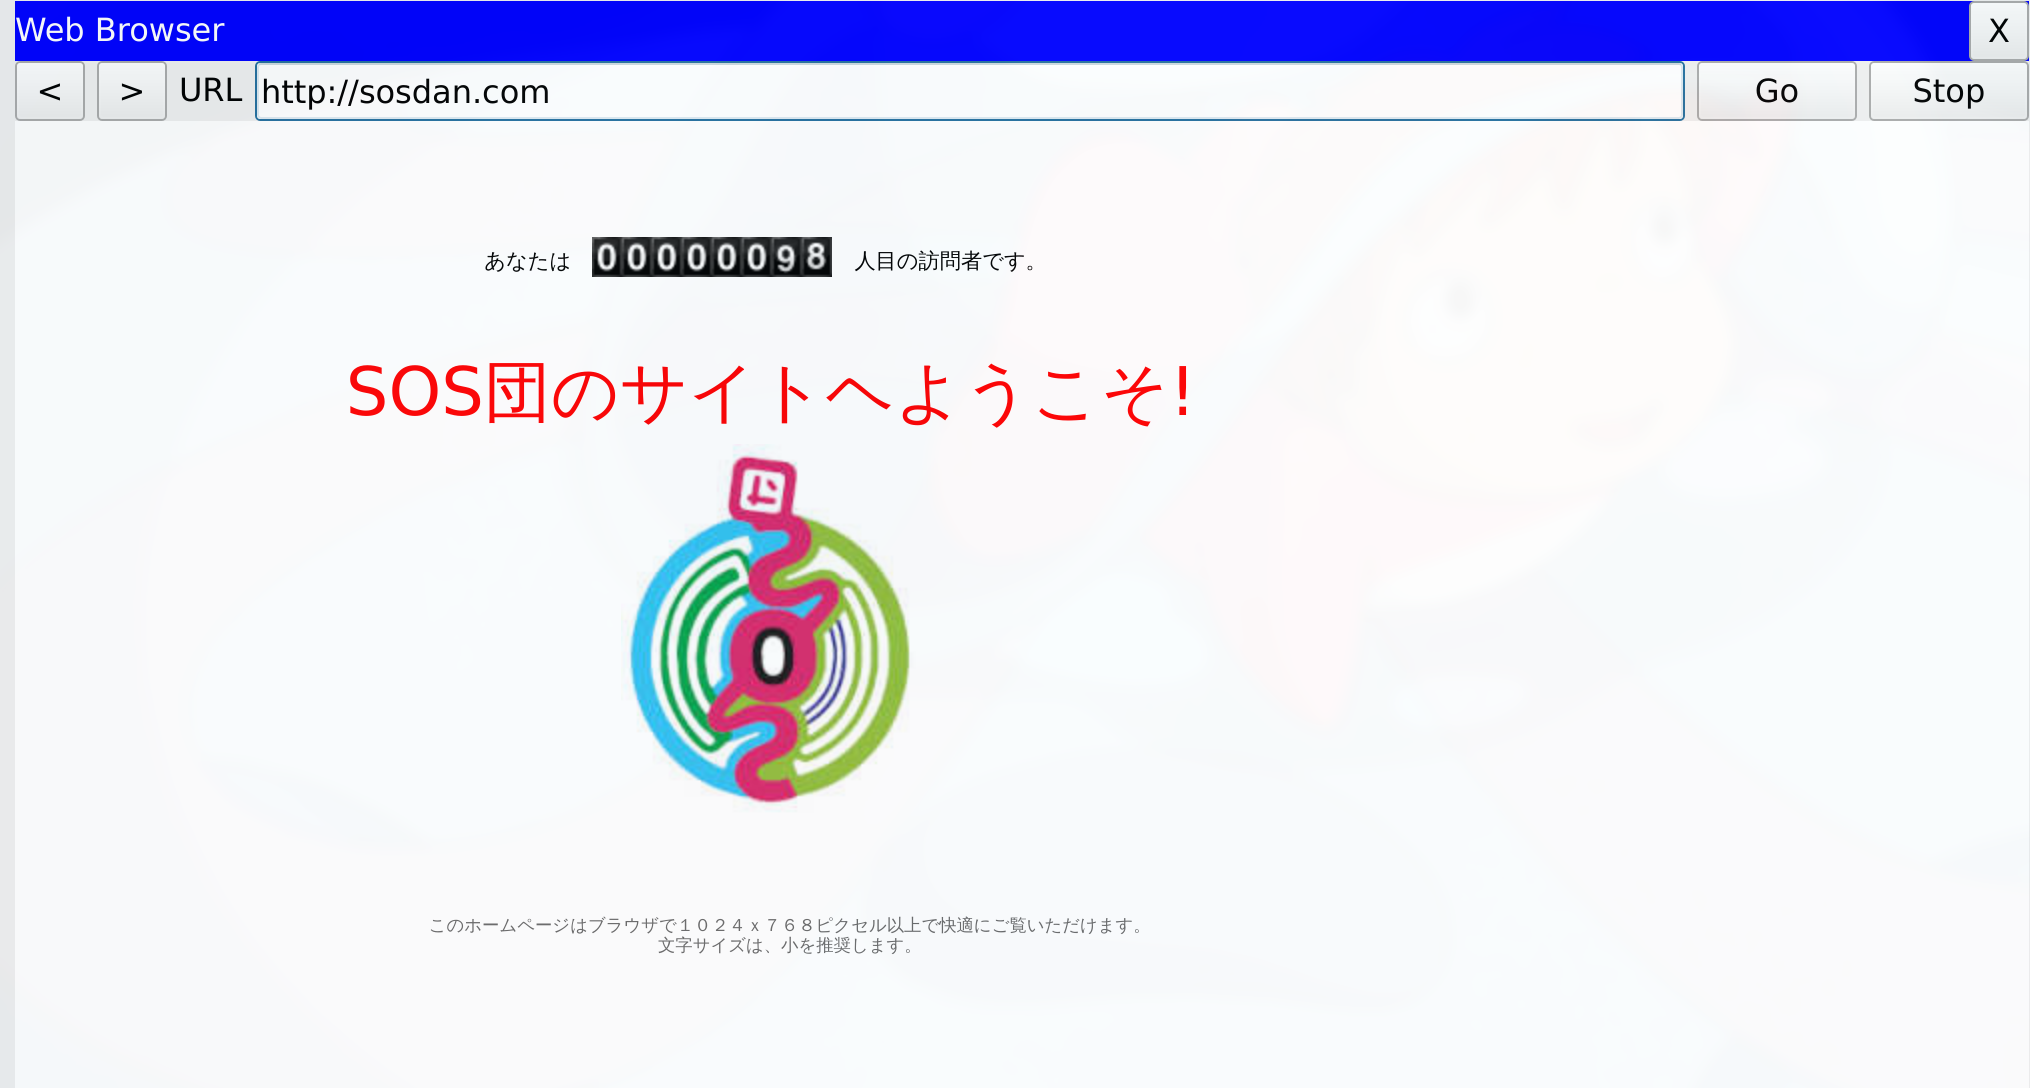 Web Browser X
< > URL http://sosdan.com Go Stop
あなたは 00000098 人目の訪問者です。
SOS団のサイトへようこそ!
このホームページはブラウザで１０２４ｘ７６８ピクセル以上で快適にご覧いただけます。
文字サイズは、小を推奨します。